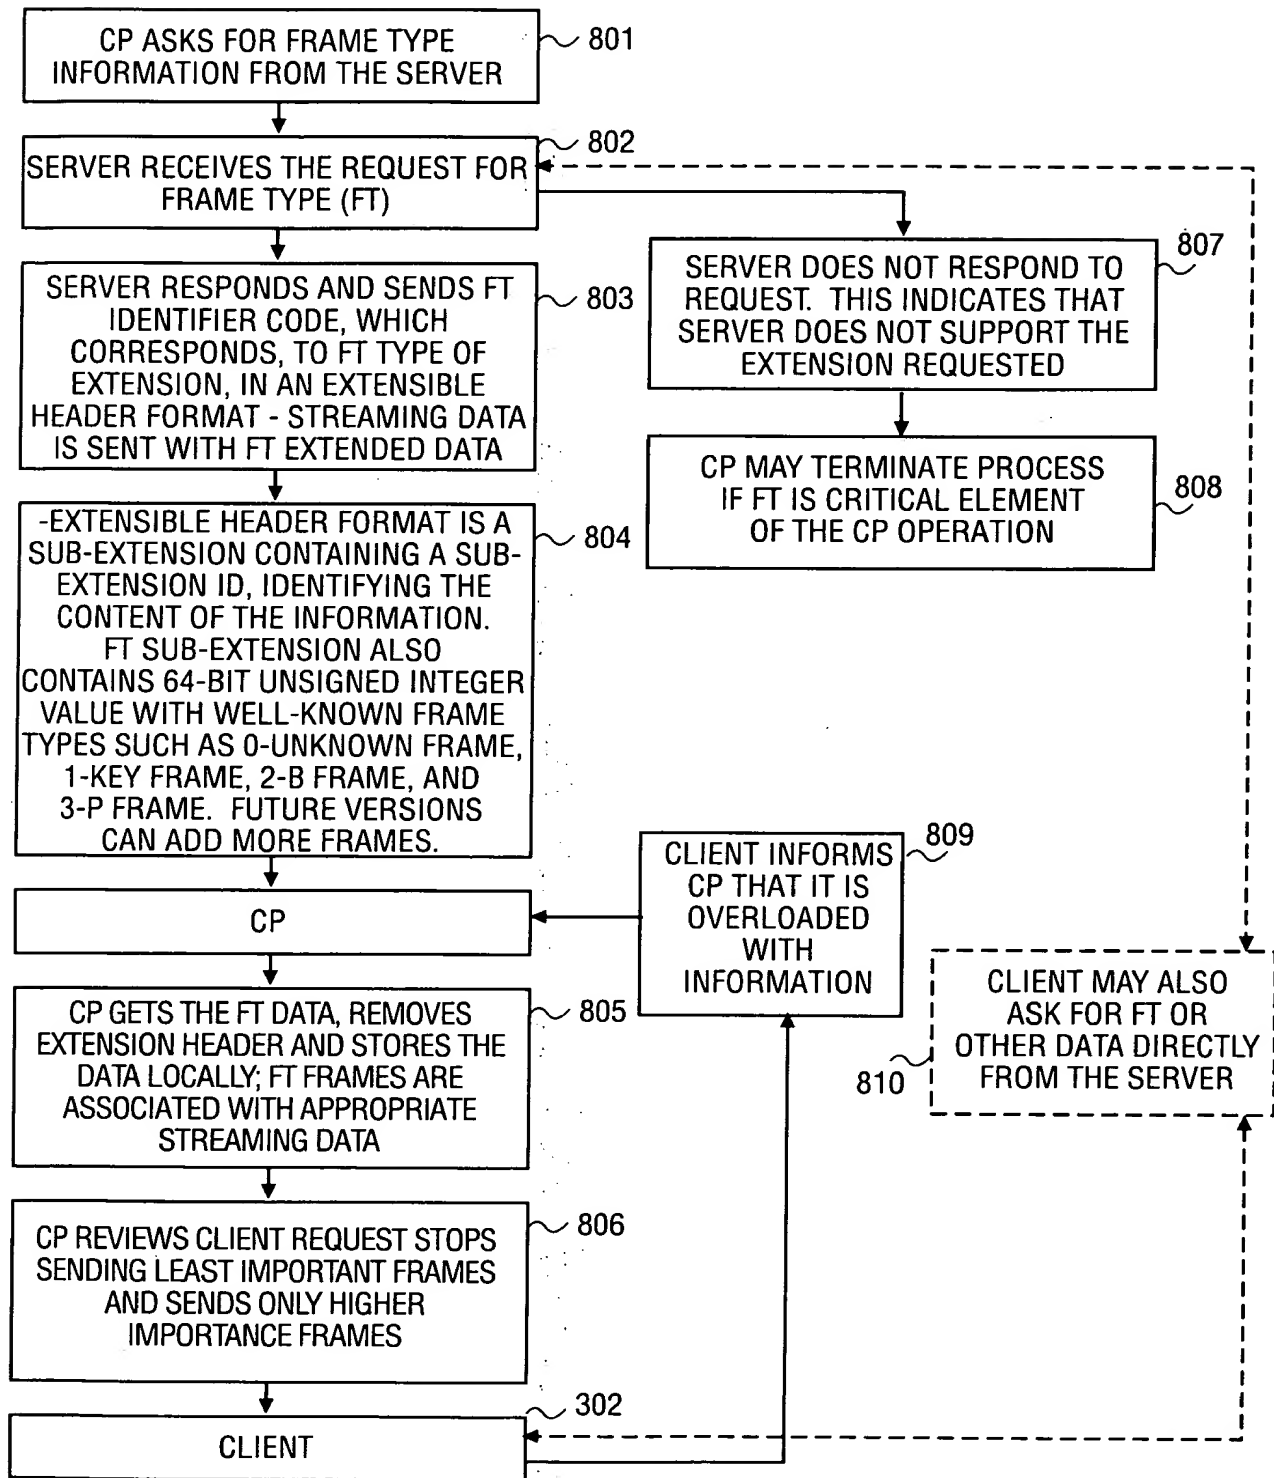 CP ASKS FOR FRAME TYPE
INFORMATION FROM THE SERVER
801
802
SERVER RECEIVES THE REQUEST FOR
FRAME TYPE (FT)
SERVER RESPONDS AND SENDS FT
IDENTIFIER CODE, WHICH
CORRESPONDS, TO FT TYPE OF
EXTENSION, IN AN EXTENSIBLE
HEADER FORMAT - STREAMING DATA
IS SENT WITH FT EXTENDED DATA
803
807
SERVER DOES NOT RESPOND TO
REQUEST. THIS INDICATES THAT
SERVER DOES NOT SUPPORT THE
EXTENSION REQUESTED
CP MAY TERMINATE PROCESS
IF FT IS CRITICAL ELEMENT
OF THE CP OPERATION
808
-EXTENSIBLE HEADER FORMAT IS A
SUB-EXTENSION CONTAINING A SUB-
EXTENSION ID, IDENTIFYING THE
CONTENT OF THE INFORMATION.
FT SUB-EXTENSION ALSO
CONTAINS 64-BIT UNSIGNED INTEGER
VALUE WITH WELL-KNOWN FRAME
TYPES SUCH AS 0-UNKNOWN FRAME,
1-KEY FRAME, 2-B FRAME, AND
3-P FRAME. FUTURE VERSIONS
CAN ADD MORE FRAMES.
804
CP
809
CLIENT INFORMS
CP THAT IT IS
OVERLOADED
WITH
INFORMATION
CLIENT MAY ALSO
ASK FOR FT OR
OTHER DATA DIRECTLY
FROM THE SERVER
810
CP GETS THE FT DATA, REMOVES
EXTENSION HEADER AND STORES THE
DATA LOCALLY; FT FRAMES ARE
ASSOCIATED WITH APPROPRIATE
STREAMING DATA
805
CP REVIEWS CLIENT REQUEST STOPS
SENDING LEAST IMPORTANT FRAMES
AND SENDS ONLY HIGHER
IMPORTANCE FRAMES
806
302
CLIENT